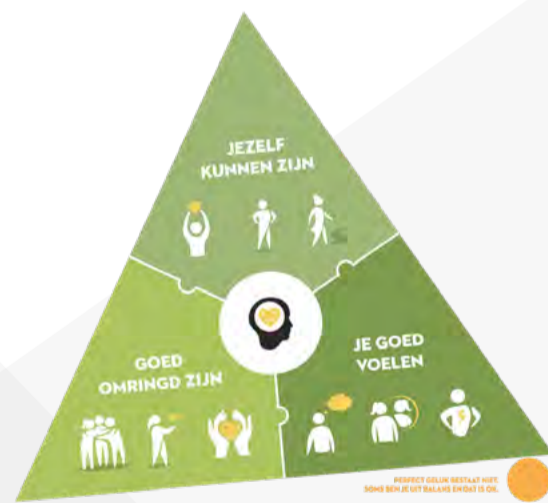 JEZELF
KUNNEN ZIJN
GOED
OMRINGD ZIJN
JE GOED
VOELEN
PERFECT GELUK BESTAAT NIET.
SOMS BEN JE UIT BALANS EN DAT IS OK.